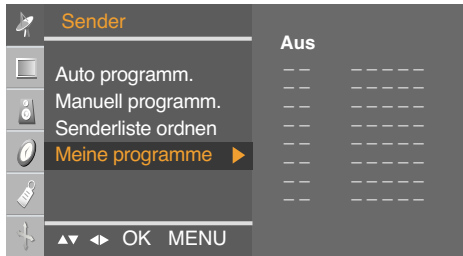 Sender
Auto programm.
Manuell programm.
Senderliste ordnen
Meine programme
OK MENU
Aus
– –   – – – – –
– –   – – – – –
– –   – – – – –
– –   – – – – –
– –   – – – – –
– –   – – – – –
– –   – – – – –
– –   – – – – –